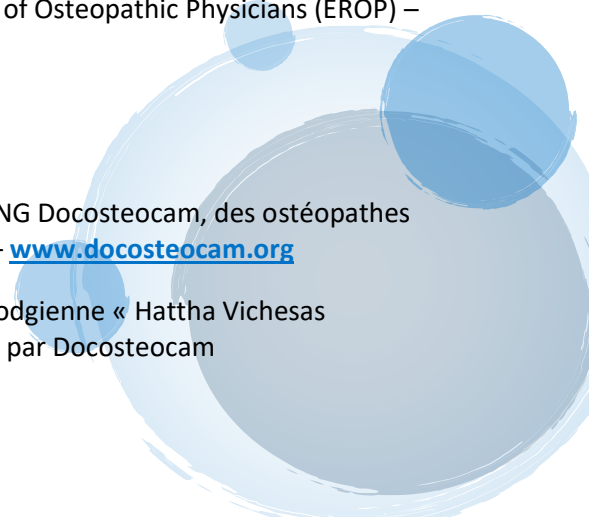 of Osteopathic Physicians (EROP) –
NG Docosteocam, des ostéopathes
- www.docosteocam.org
odgienne « Hattha Vichesas
par Docosteocam